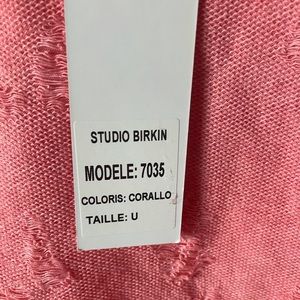 STUDIO BIRKIN
MODELE: 7035
COLORIS: CORALLO
TAILLE: U